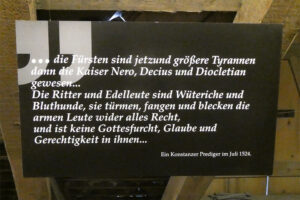 ... die Fürsten sind jetzund größere Tyrannen
dann die Kaiser Nero, Decius und Diocletian
gewesen...
Die Ritter und Edelleute sind Wüteriche und
Bluthunde, sie türmen, fangen und blecken die
armen Leute wider alles Recht,
und ist keine Gottesfurcht, Glaube und
Gerechtigkeit in ihnen...
Ein Konstanzer Prediger im Juli 1524.